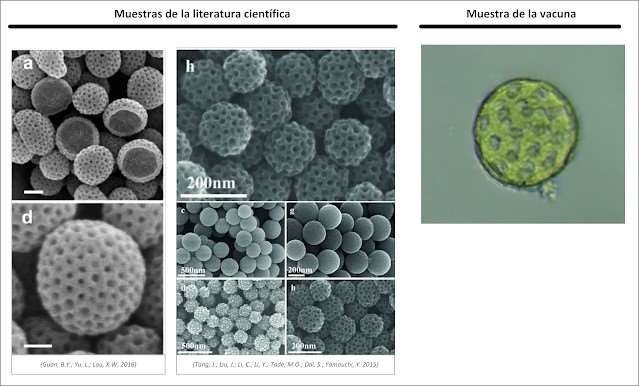 Muestras de la literatura científica
Muestra de la vacuna
a
d
h
200nm
c
500nm
g
200nm
500nm
h
200nm
(Guan, B.Y.; Yu, L.; Lou, X.W. 2016)
(Tang, J.; Liu, J.; Li, C.; Li, Y.; Tade, M.O.; Dai, S.; Yamauchi, Y. 2015)